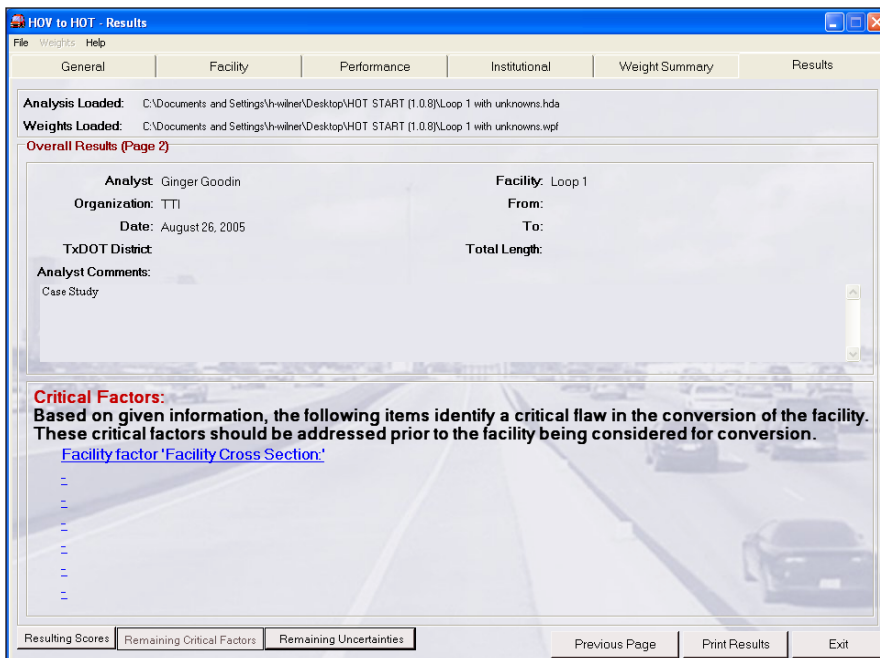 HOV to HOT - Results
File Weights Help
General Facility Performance Institutional Weight Summary Results
Analysis Loaded: C:\Documents and Settings\h-wilner\Desktop\HOT START (1.0.8)\Loop 1 with unknowns.hda
Weights Loaded: C:\Documents and Settings\h-wilner\Desktop\HOT START (1.0.8)\Loop 1 with unknowns.wpf
Overall Results (Page 2)
Analyst: Ginger Goodin Facility: Loop 1
Organization: TTI From:
Date: August 26, 2005 To:
TxDOT District: Total Length:
Analyst Comments:
Case Study
Critical Factors:
Based on given information, the following items identify a critical flaw in the conversion of the facility.
These critical factors should be addressed prior to the facility being considered for conversion.
Facility factor 'Facility Cross Section:'
-
-
-
-
-
-
Resulting Scores Remaining Critical Factors Remaining Uncertainties Previous Page Print Results Exit